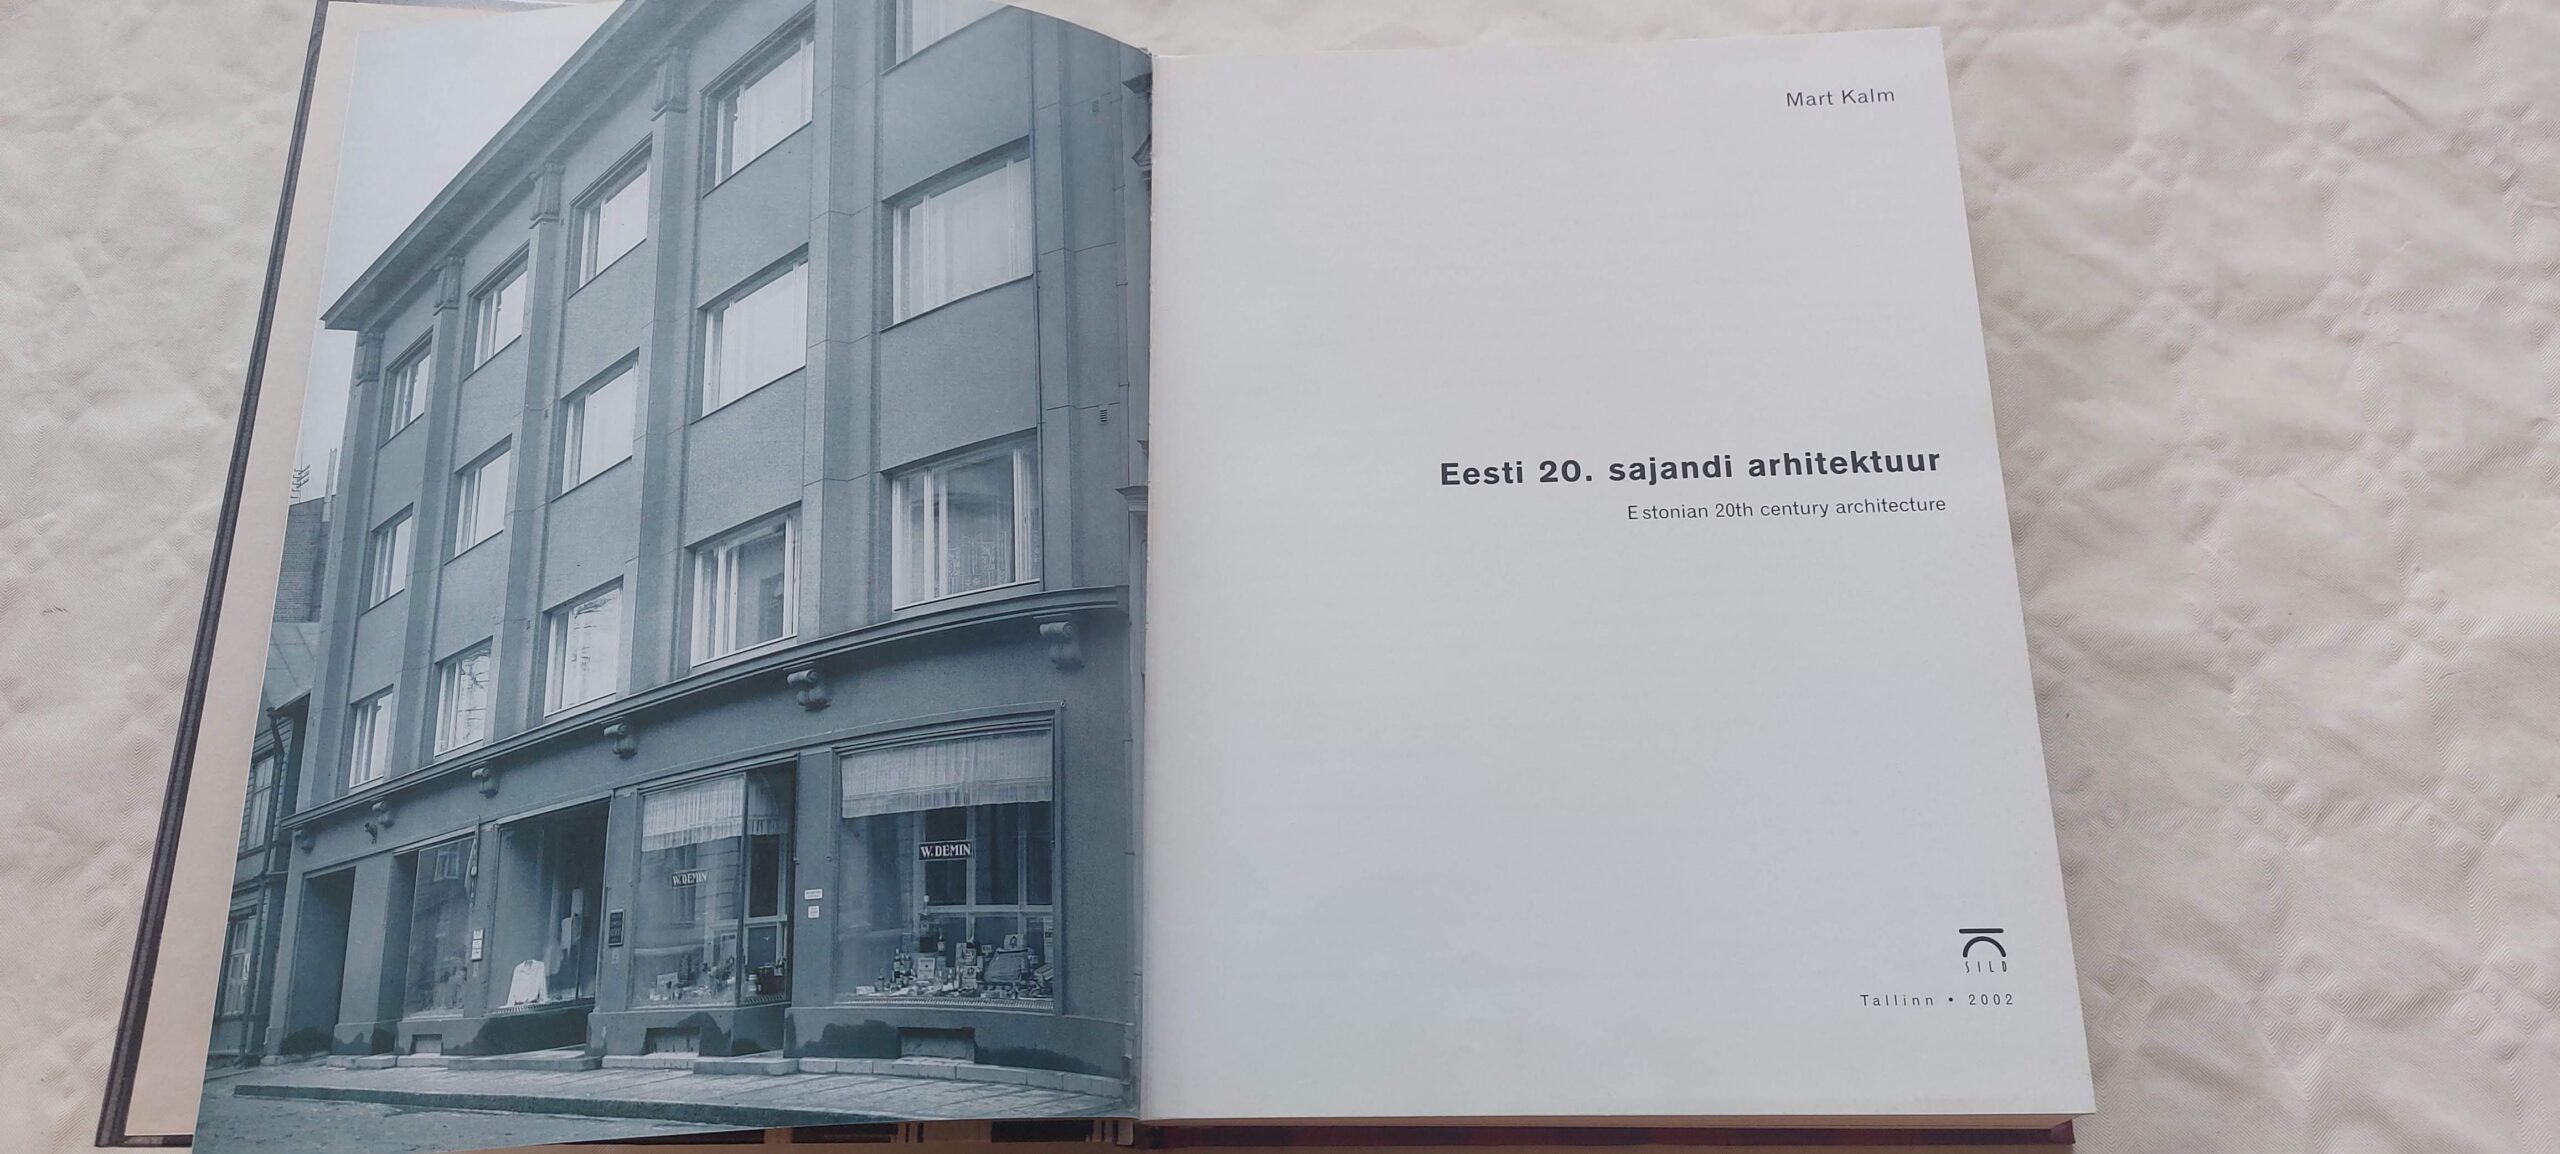 W. DEMIN
W. DEMIN
Mart Kalm
Eesti 20. sajandi arhitektuur
Estonian 20th century architecture
SILD
Tallinn • 2002